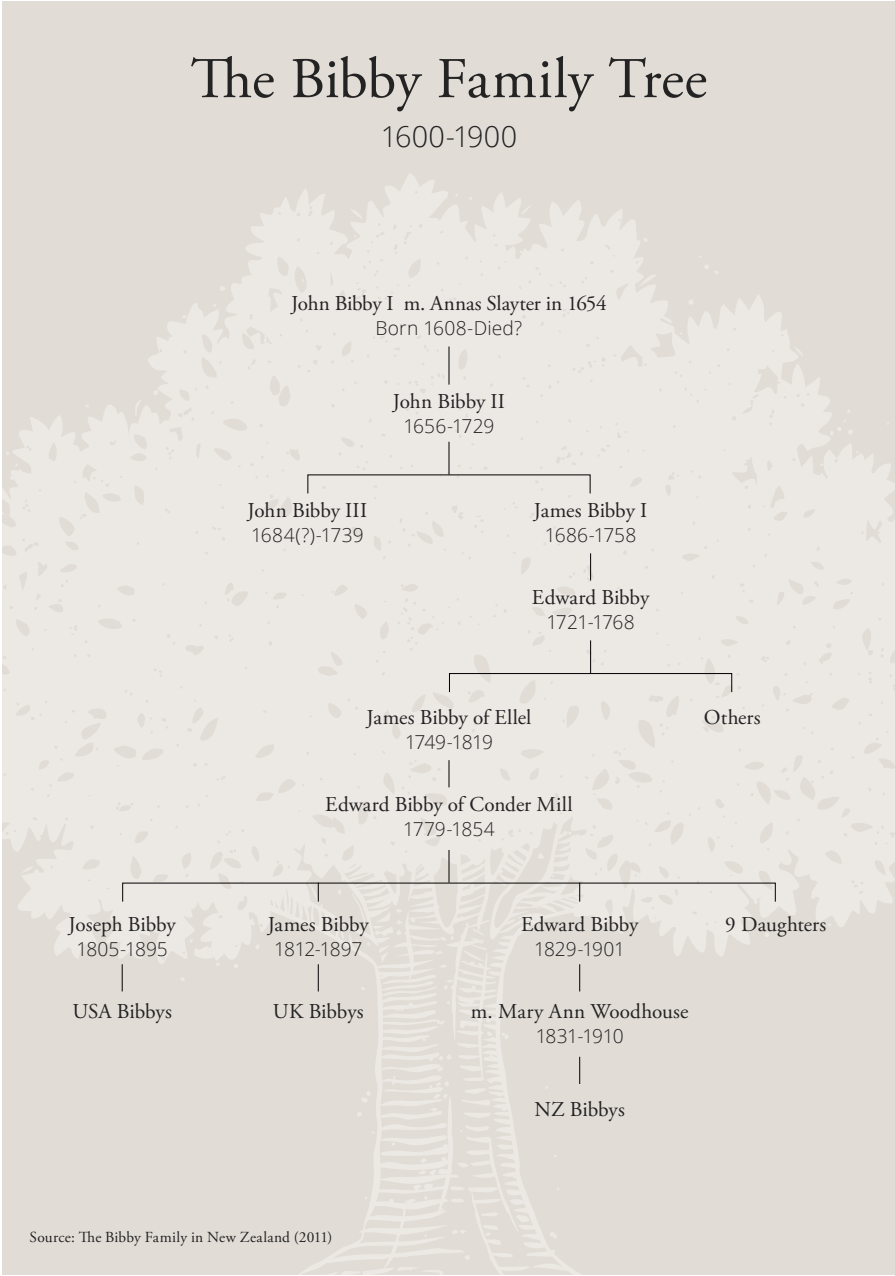 The Bibby Family Tree
1600-1900
John Bibby I m. Annas Slayter in 1654
Born 1608-Died?
John Bibby II
1656-1729
John Bibby III
1684(?)-1739
James Bibby I
1686-1758
Edward Bibby
1721-1768
James Bibby of Ellel
1749-1819
Others
Edward Bibby of Conder Mill
1779-1854
Joseph Bibby
1805-1895
USA Bibbys
James Bibby
1812-1897
UK Bibbys
Edward Bibby
1829-1901
m. Mary Ann Woodhouse
1831-1910
NZ Bibbys
9 Daughters
Source: The Bibby Family in New Zealand (2011)